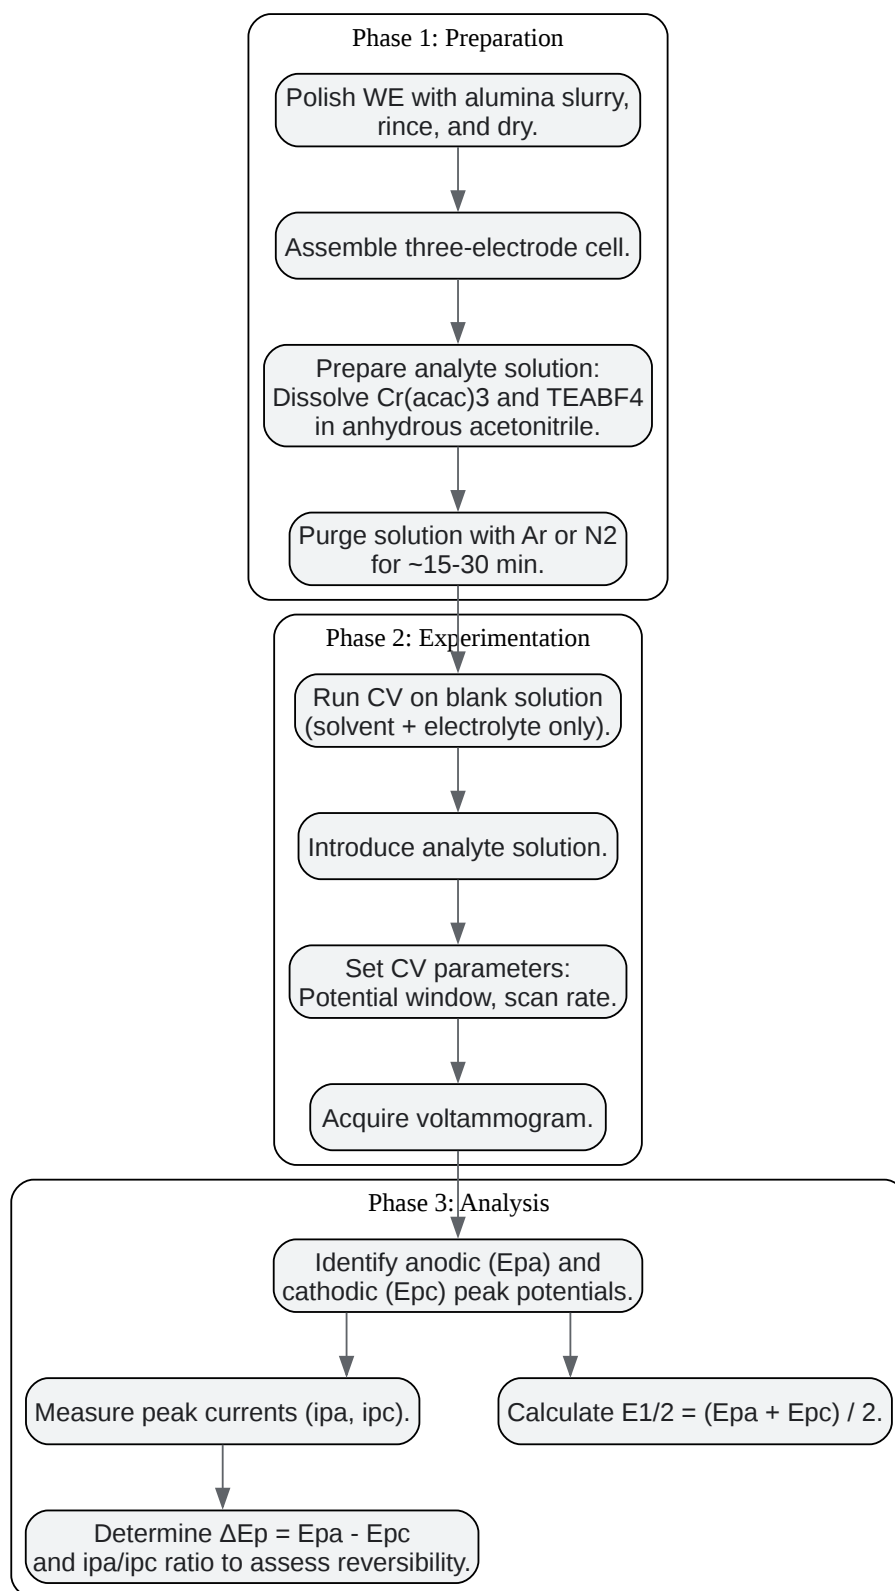 Phase 1: Preparation
Polish WE with alumina slurry,
rince, and dry.
Assemble three-electrode cell.
Prepare analyte solution:
Dissolve Cr(acac)3 and TEABF4
in anhydrous acetonitrile.
Purge solution with Ar or N2
for ~15-30 min.
Phase 2: Experimentation
Run CV on blank solution
(solvent + electrolyte only).
Introduce analyte solution.
Set CV parameters:
Potential window, scan rate.
Acquire voltammogram.
Phase 3: Analysis
Identify anodic (Epa) and
cathodic (Epc) peak potentials.
Measure peak currents (ipa, ipc).
Calculate E1/2 = (Epa + Epc) / 2.
Determine ΔEp = Epa - Epc
and ipa/ipc ratio to assess reversibility.